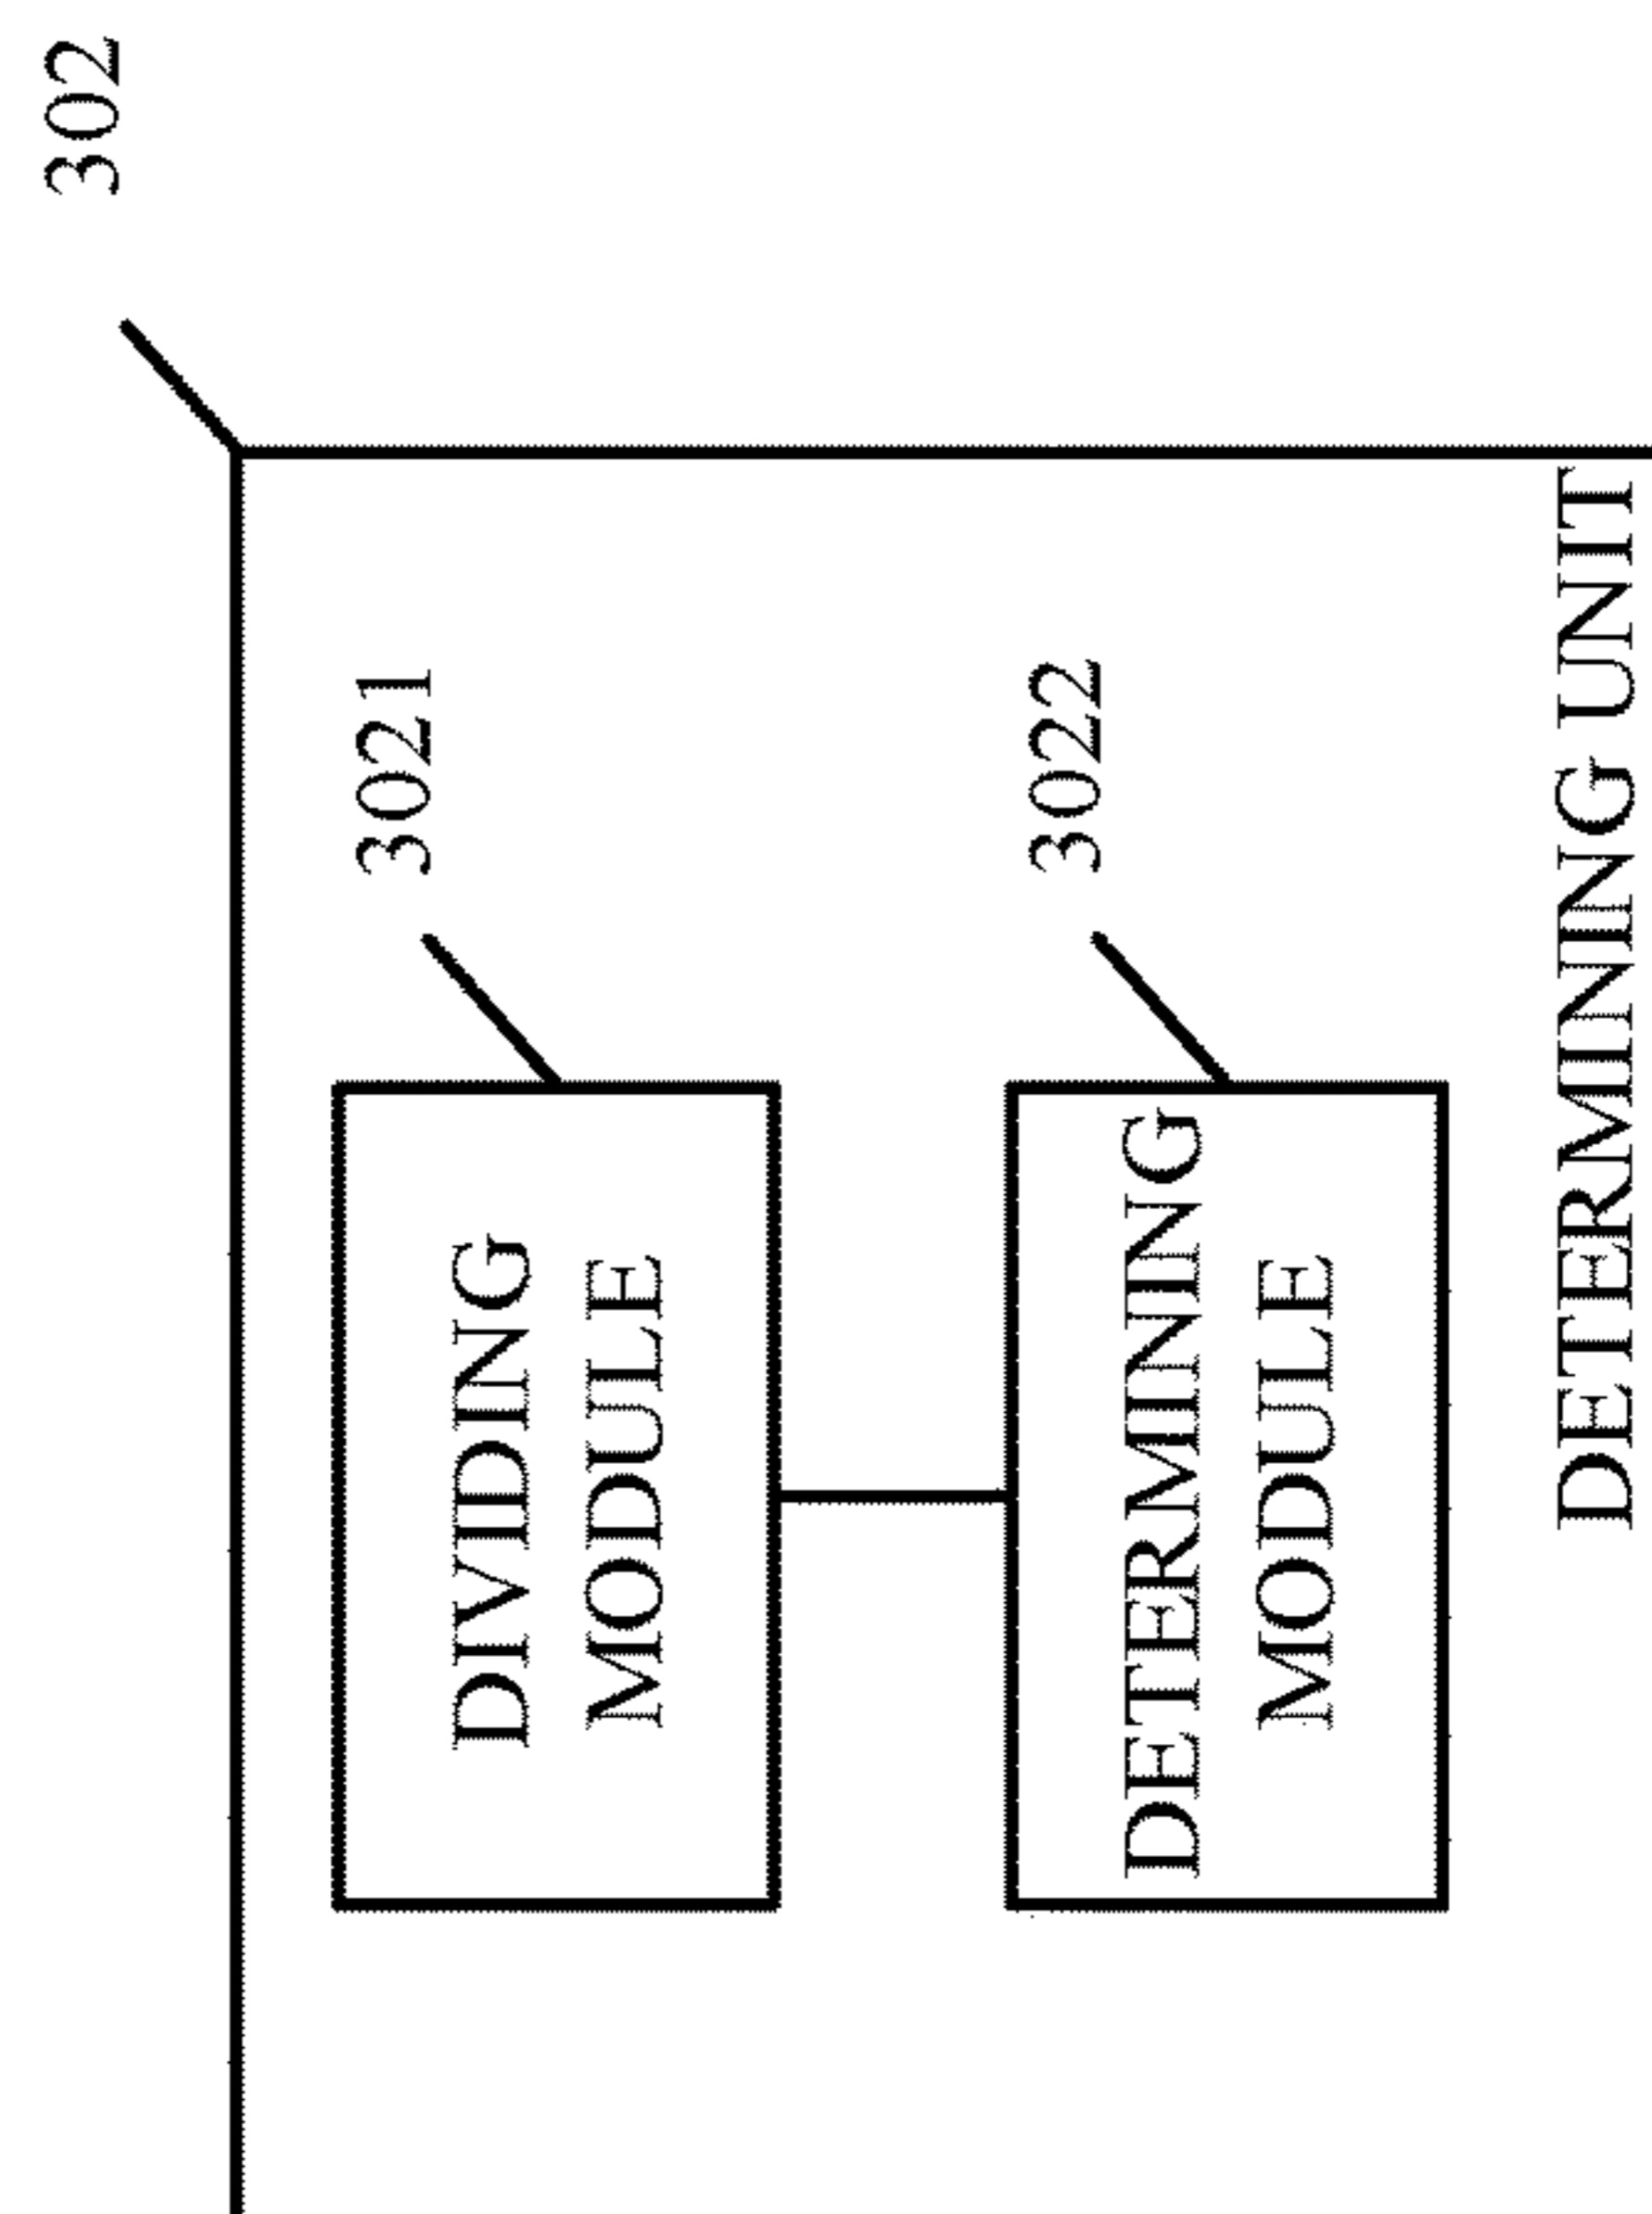 302
3021
DIVIDING
MODULE
3022
DETERMINING
MODULE
DETERMINING UNIT